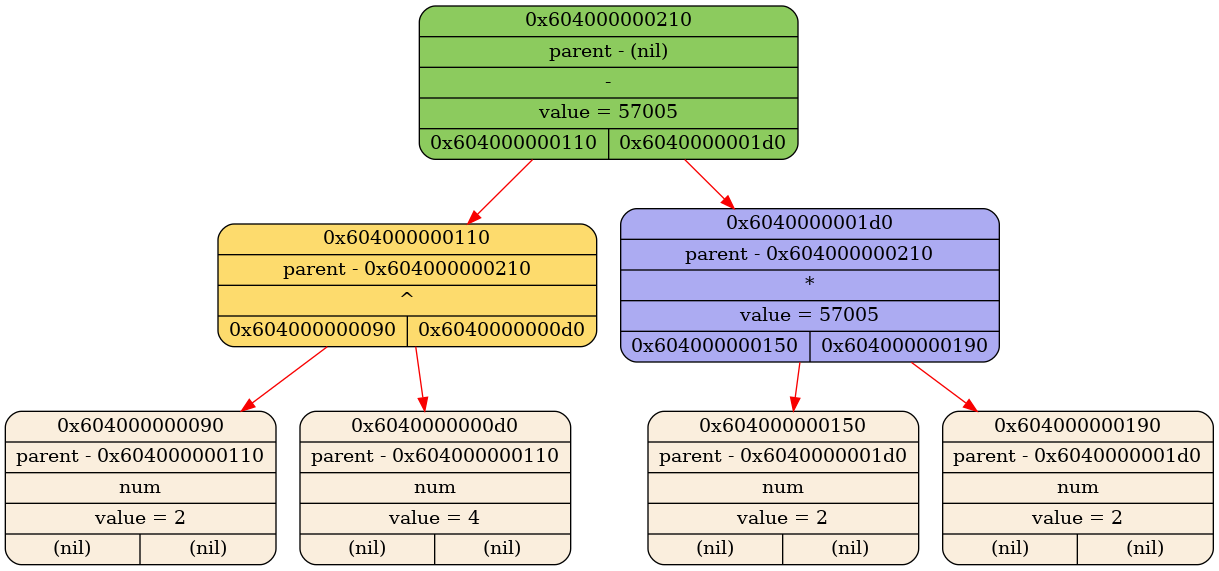 0x604000000210
parent - (nil)
-
value = 57005
0x604000000110 0x6040000001d0
0x604000000110
parent - 0x604000000210
^
0x604000000090 0x6040000000d0
0x6040000001d0
parent - 0x604000000210
*
value = 57005
0x604000000150 0x604000000190
0x604000000090
parent - 0x604000000110
num
value = 2
(nil) (nil)
0x6040000000d0
parent - 0x604000000110
num
value = 4
(nil) (nil)
0x604000000150
parent - 0x6040000001d0
num
value = 2
(nil) (nil)
0x604000000190
parent - 0x6040000001d0
num
value = 2
(nil) (nil)